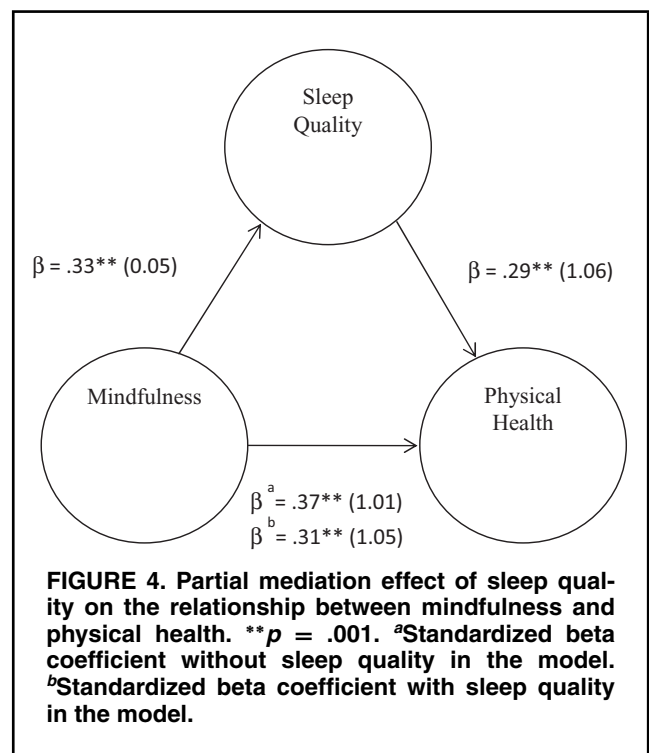 Sleep
Quality
β = .33** (0.05)
β = .29** (1.06)
Mindfulness
Physical
Health
βᵃ = .37** (1.01)
βᵇ = .31** (1.05)
FIGURE 4. Partial mediation effect of sleep qual-
ity on the relationship between mindfulness and
physical health. **p = .001. ᵃStandardized beta
coefficient without sleep quality in the model.
ᵇStandardized beta coefficient with sleep quality
in the model.